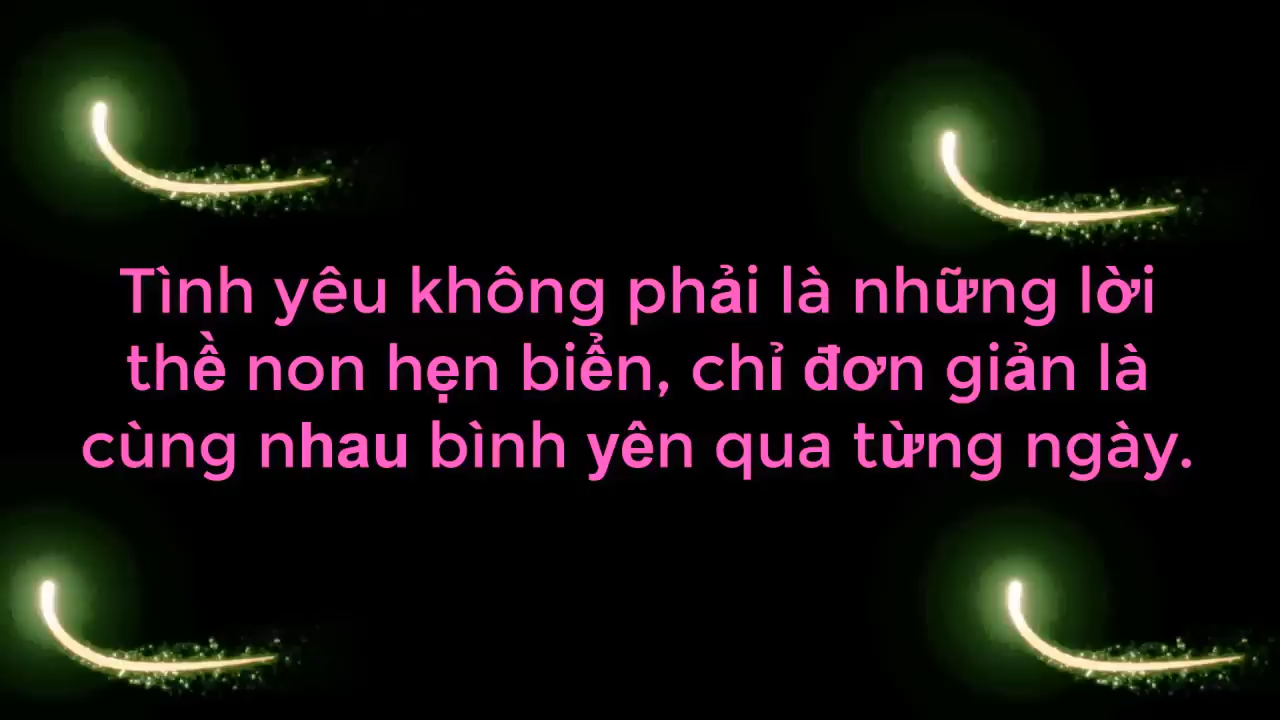 Tình yêu không phải là những lời
thề non hẹn biển, chỉ đơn giản là
cùng nhau bình yên qua từng ngày.